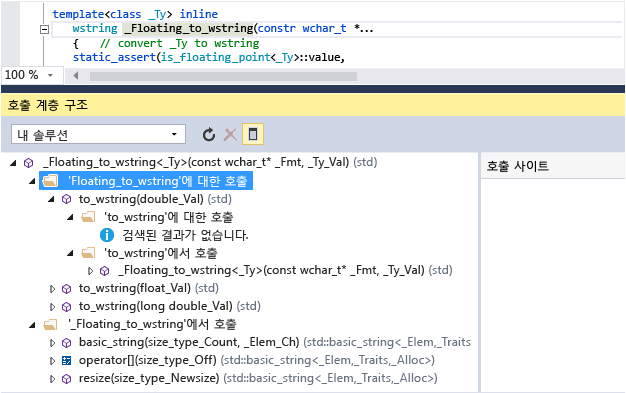 template<class _Ty> inline
wstring _Floating_to_wstring(constr wchar_t *...
{ // convert _Ty to wstring
static_assert(is_floating_point<_Ty>::value,
100 %
호출 계층 구조
내 솔루션
_Floating_to_wstring<_Ty>(const wchar_t* _Fmt, _Ty_Val) (std)
호출 사이트
'Floating_to_wstring'에 대한 호출
to_wstring(double_Val) (std)
'to_wstring'에 대한 호출
검색된 결과가 없습니다.
'to_wstring'에서 호출
_Floating_to_wstring<_Ty>(const wchar_t* _Fmt, _Ty_Val) (std)
to_wstring(float_Val) (std)
to_wstring(long double_Val) (std)
'_Floating_to_wstring'에서 호출
basic_string(size_type_Count, _Elem_Ch) (std::basic_string<_Elem,_Traits
operator[](size_type_Off) (std::basic_string<_Elem,_Traits,_Alloc>)
resize(size_type_Newsize) (std::basic_string<_Elem,_Traits,_Alloc>)